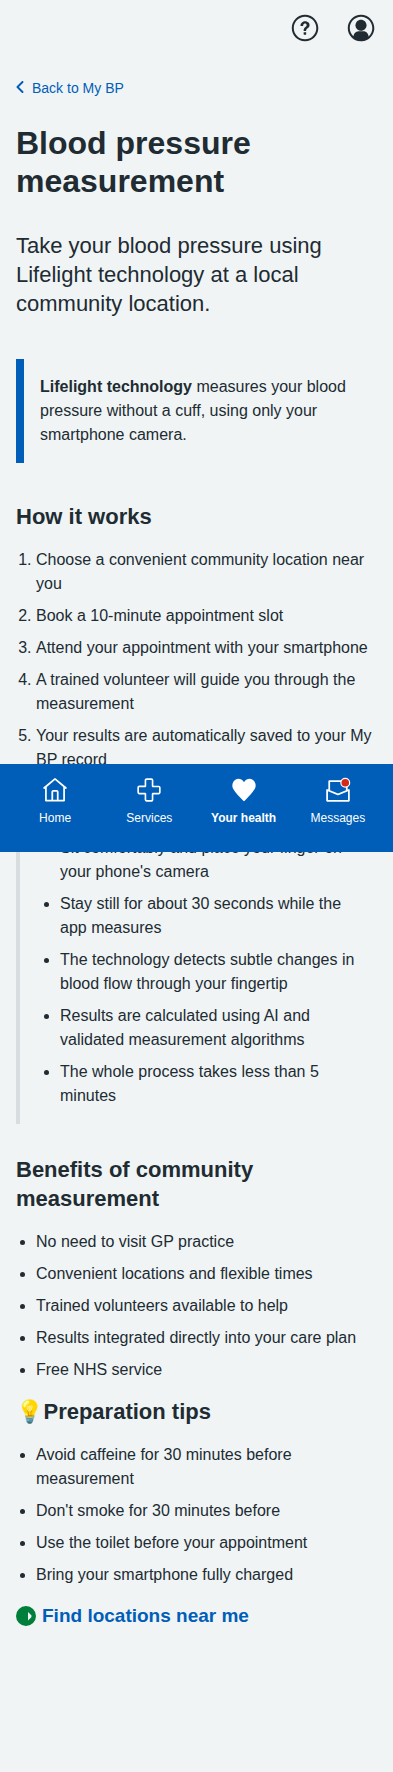 Back to My BP
Blood pressure
measurement
Take your blood pressure using
Lifelight technology at a local
community location.
Lifelight technology measures your blood
pressure without a cuff, using only your
smartphone camera.
How it works
1. Choose a convenient community location near
you
2. Book a 10-minute appointment slot
3. Attend your appointment with your smartphone
4. A trained volunteer will guide you through the
measurement
5. Your results are automatically saved to your My
BP record
Home
Services
Your health
Messages
Sit comfortably and place your finger on
your phone's camera
Stay still for about 30 seconds while the
app measures
The technology detects subtle changes in
blood flow through your fingertip
Results are calculated using AI and
validated measurement algorithms
The whole process takes less than 5
minutes
Benefits of community
measurement
No need to visit GP practice
Convenient locations and flexible times
Trained volunteers available to help
Results integrated directly into your care plan
Free NHS service
💡Preparation tips
Avoid caffeine for 30 minutes before
measurement
Don't smoke for 30 minutes before
Use the toilet before your appointment
Bring your smartphone fully charged
Find locations near me